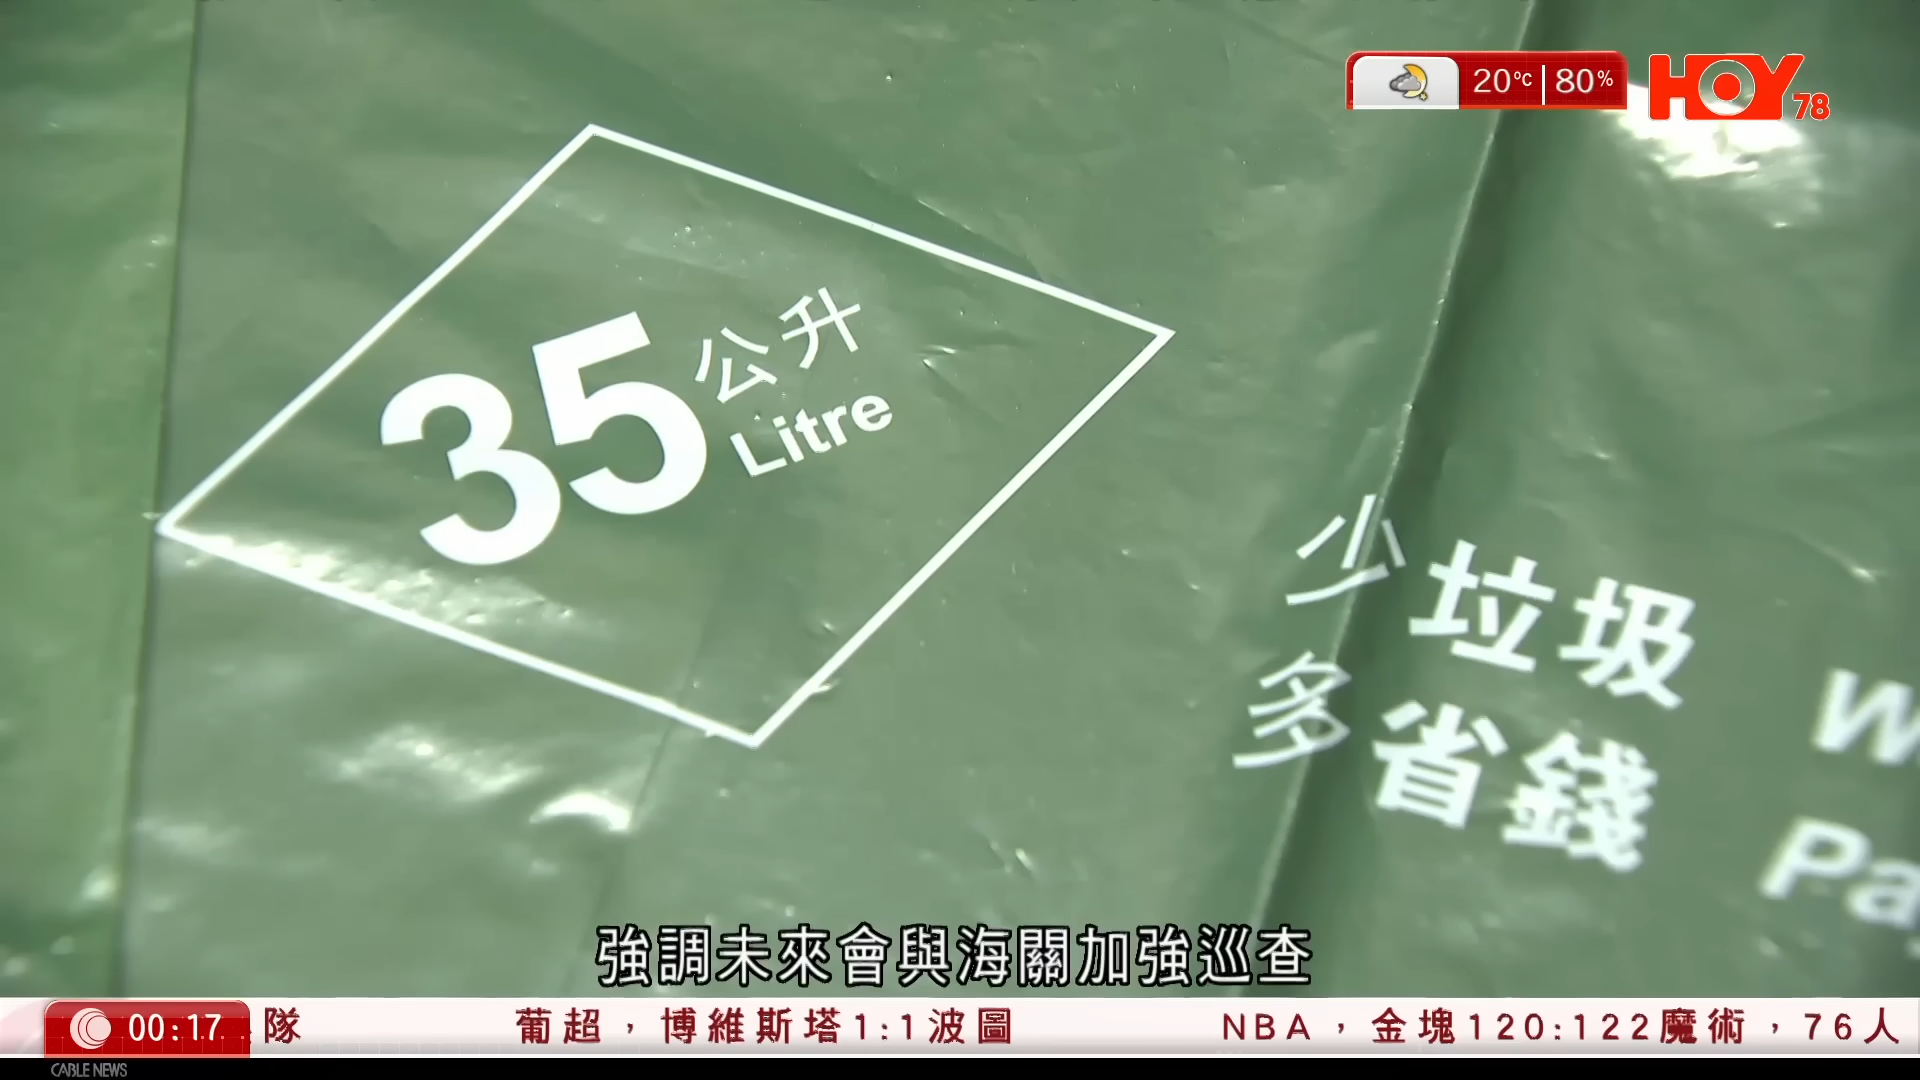 20°C | 80%
HOY 78
35 公升
Litre
少垃圾
多省錢
W
Pa
強調未來會與海關加強巡查
00:17
隊 葡超，博維斯塔1:1波圖 NBA，金塊120:122魔術，76人
CABLE NEWS